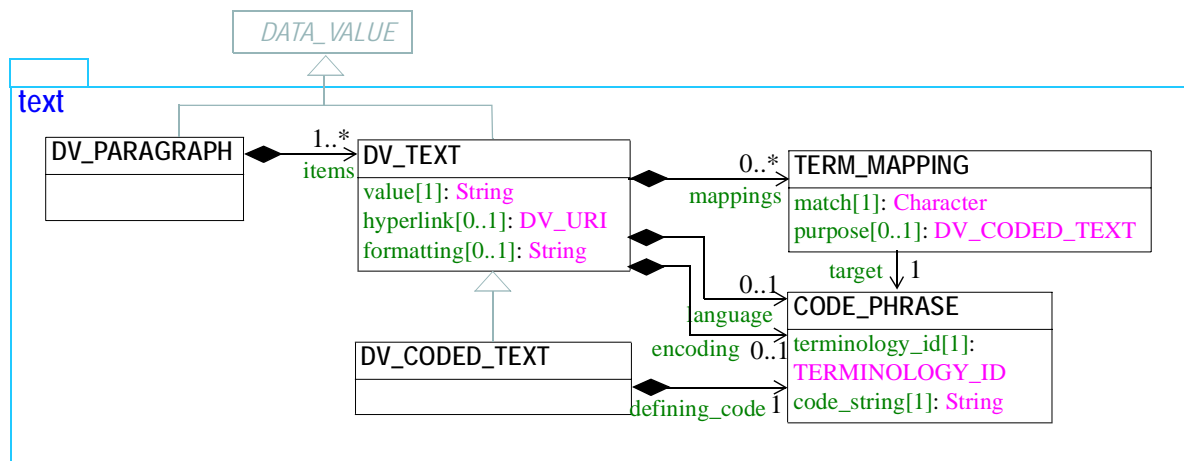 DATA_VALUE
text
DV_PARAGRAPH
1..*
items
DV_TEXT
value[1]: String
hyperlink[0..1]: DV_URI
formatting[0..1]: String
0..*
mappings
TERM_MAPPING
match[1]: Character
purpose[0..1]: DV_CODED_TEXT
target
1
0..1
language
encoding
0..1
CODE_PHRASE
terminology_id[1]:
TERMINOLOGY_ID
code_string[1]: String
DV_CODED_TEXT
defining_code
1